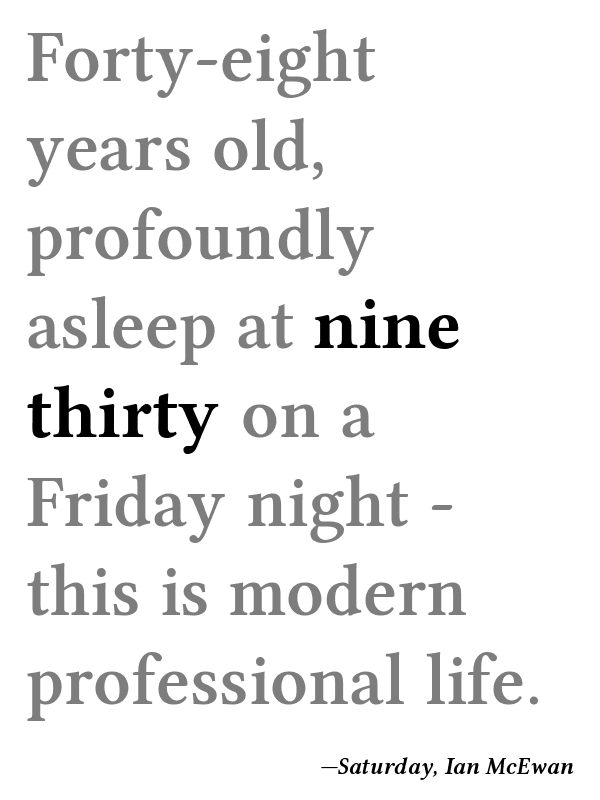 Forty-eight
years old,
profoundly
asleep at nine
thirty on a
Friday night -
this is modern
professional life.
—Saturday, Ian McEwan